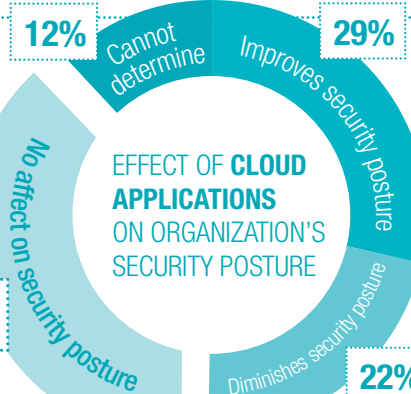 12%
Cannot
determine
29%
Improves security posture
EFFECT OF CLOUD
APPLICATIONS
ON ORGANIZATION'S
SECURITY POSTURE
No affect on security posture
Diminishes security posture
22%